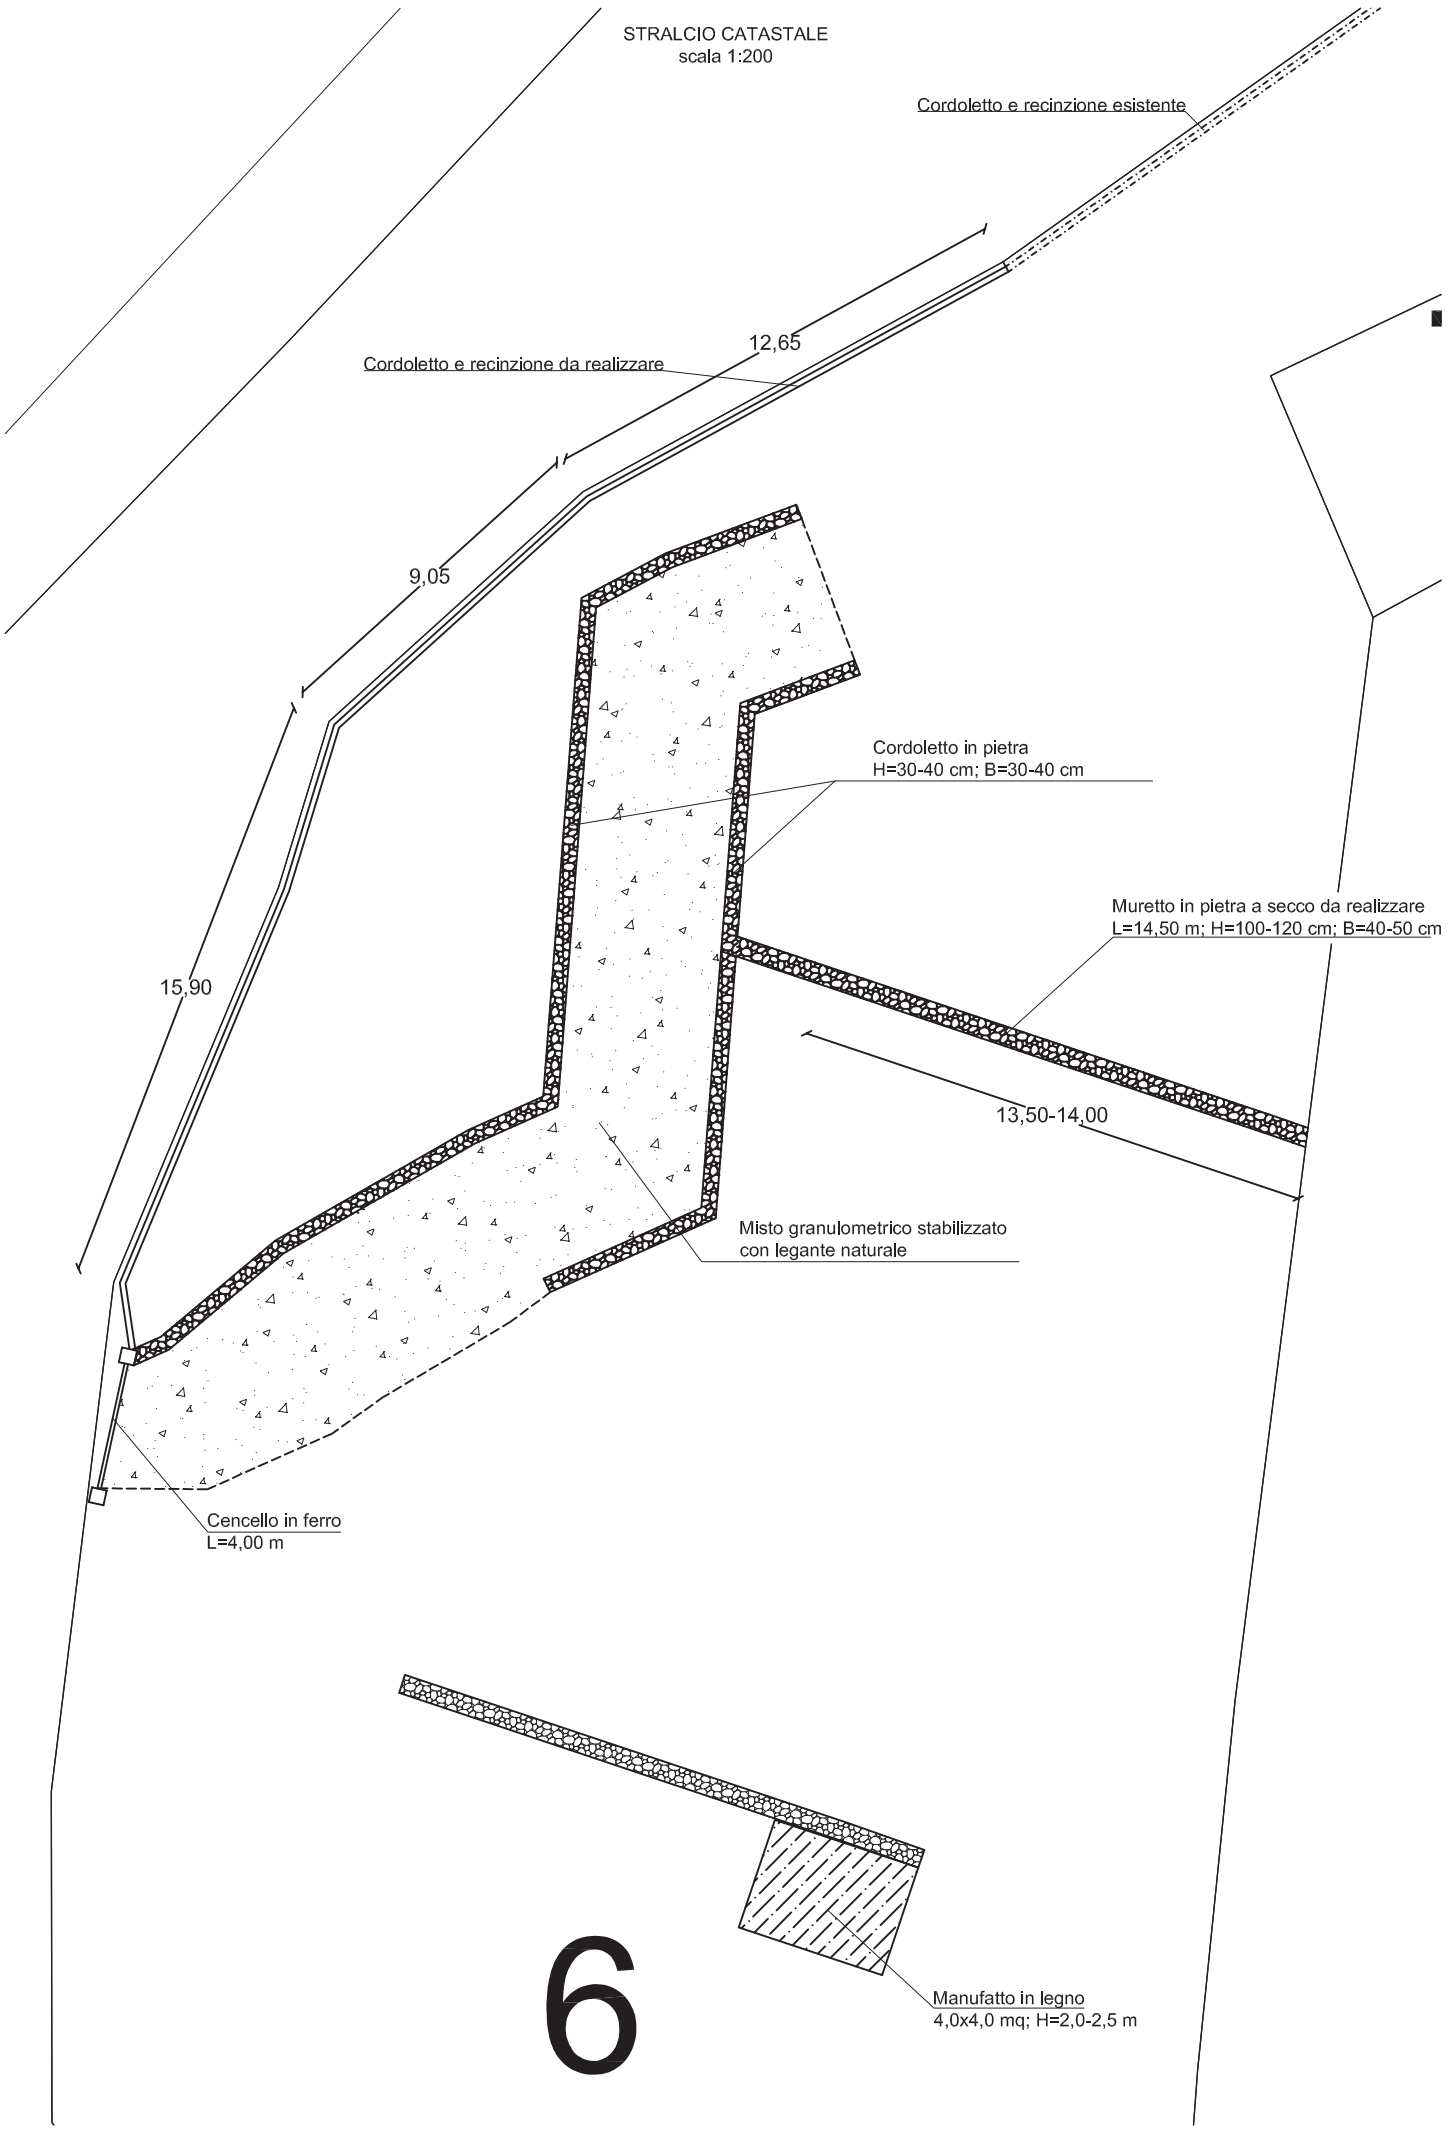 STRALCIO CATASTALE
scala 1:200
Cordoletto e recinzione esistente
12,65
Cordoletto e recinzione da realizzare
9,05
Cordoletto in pietra
H=30-40 cm; B=30-40 cm
Muretto in pietra a secco da realizzare
L=14,50 m; H=100-120 cm; B=40-50 cm
15,90
13,50-14,00
Misto granulometrico stabilizzato
con legante naturale
Cencello in ferro
L=4,00 m
6
Manufatto in legno
4,0x4,0 mq; H=2,0-2,5 m